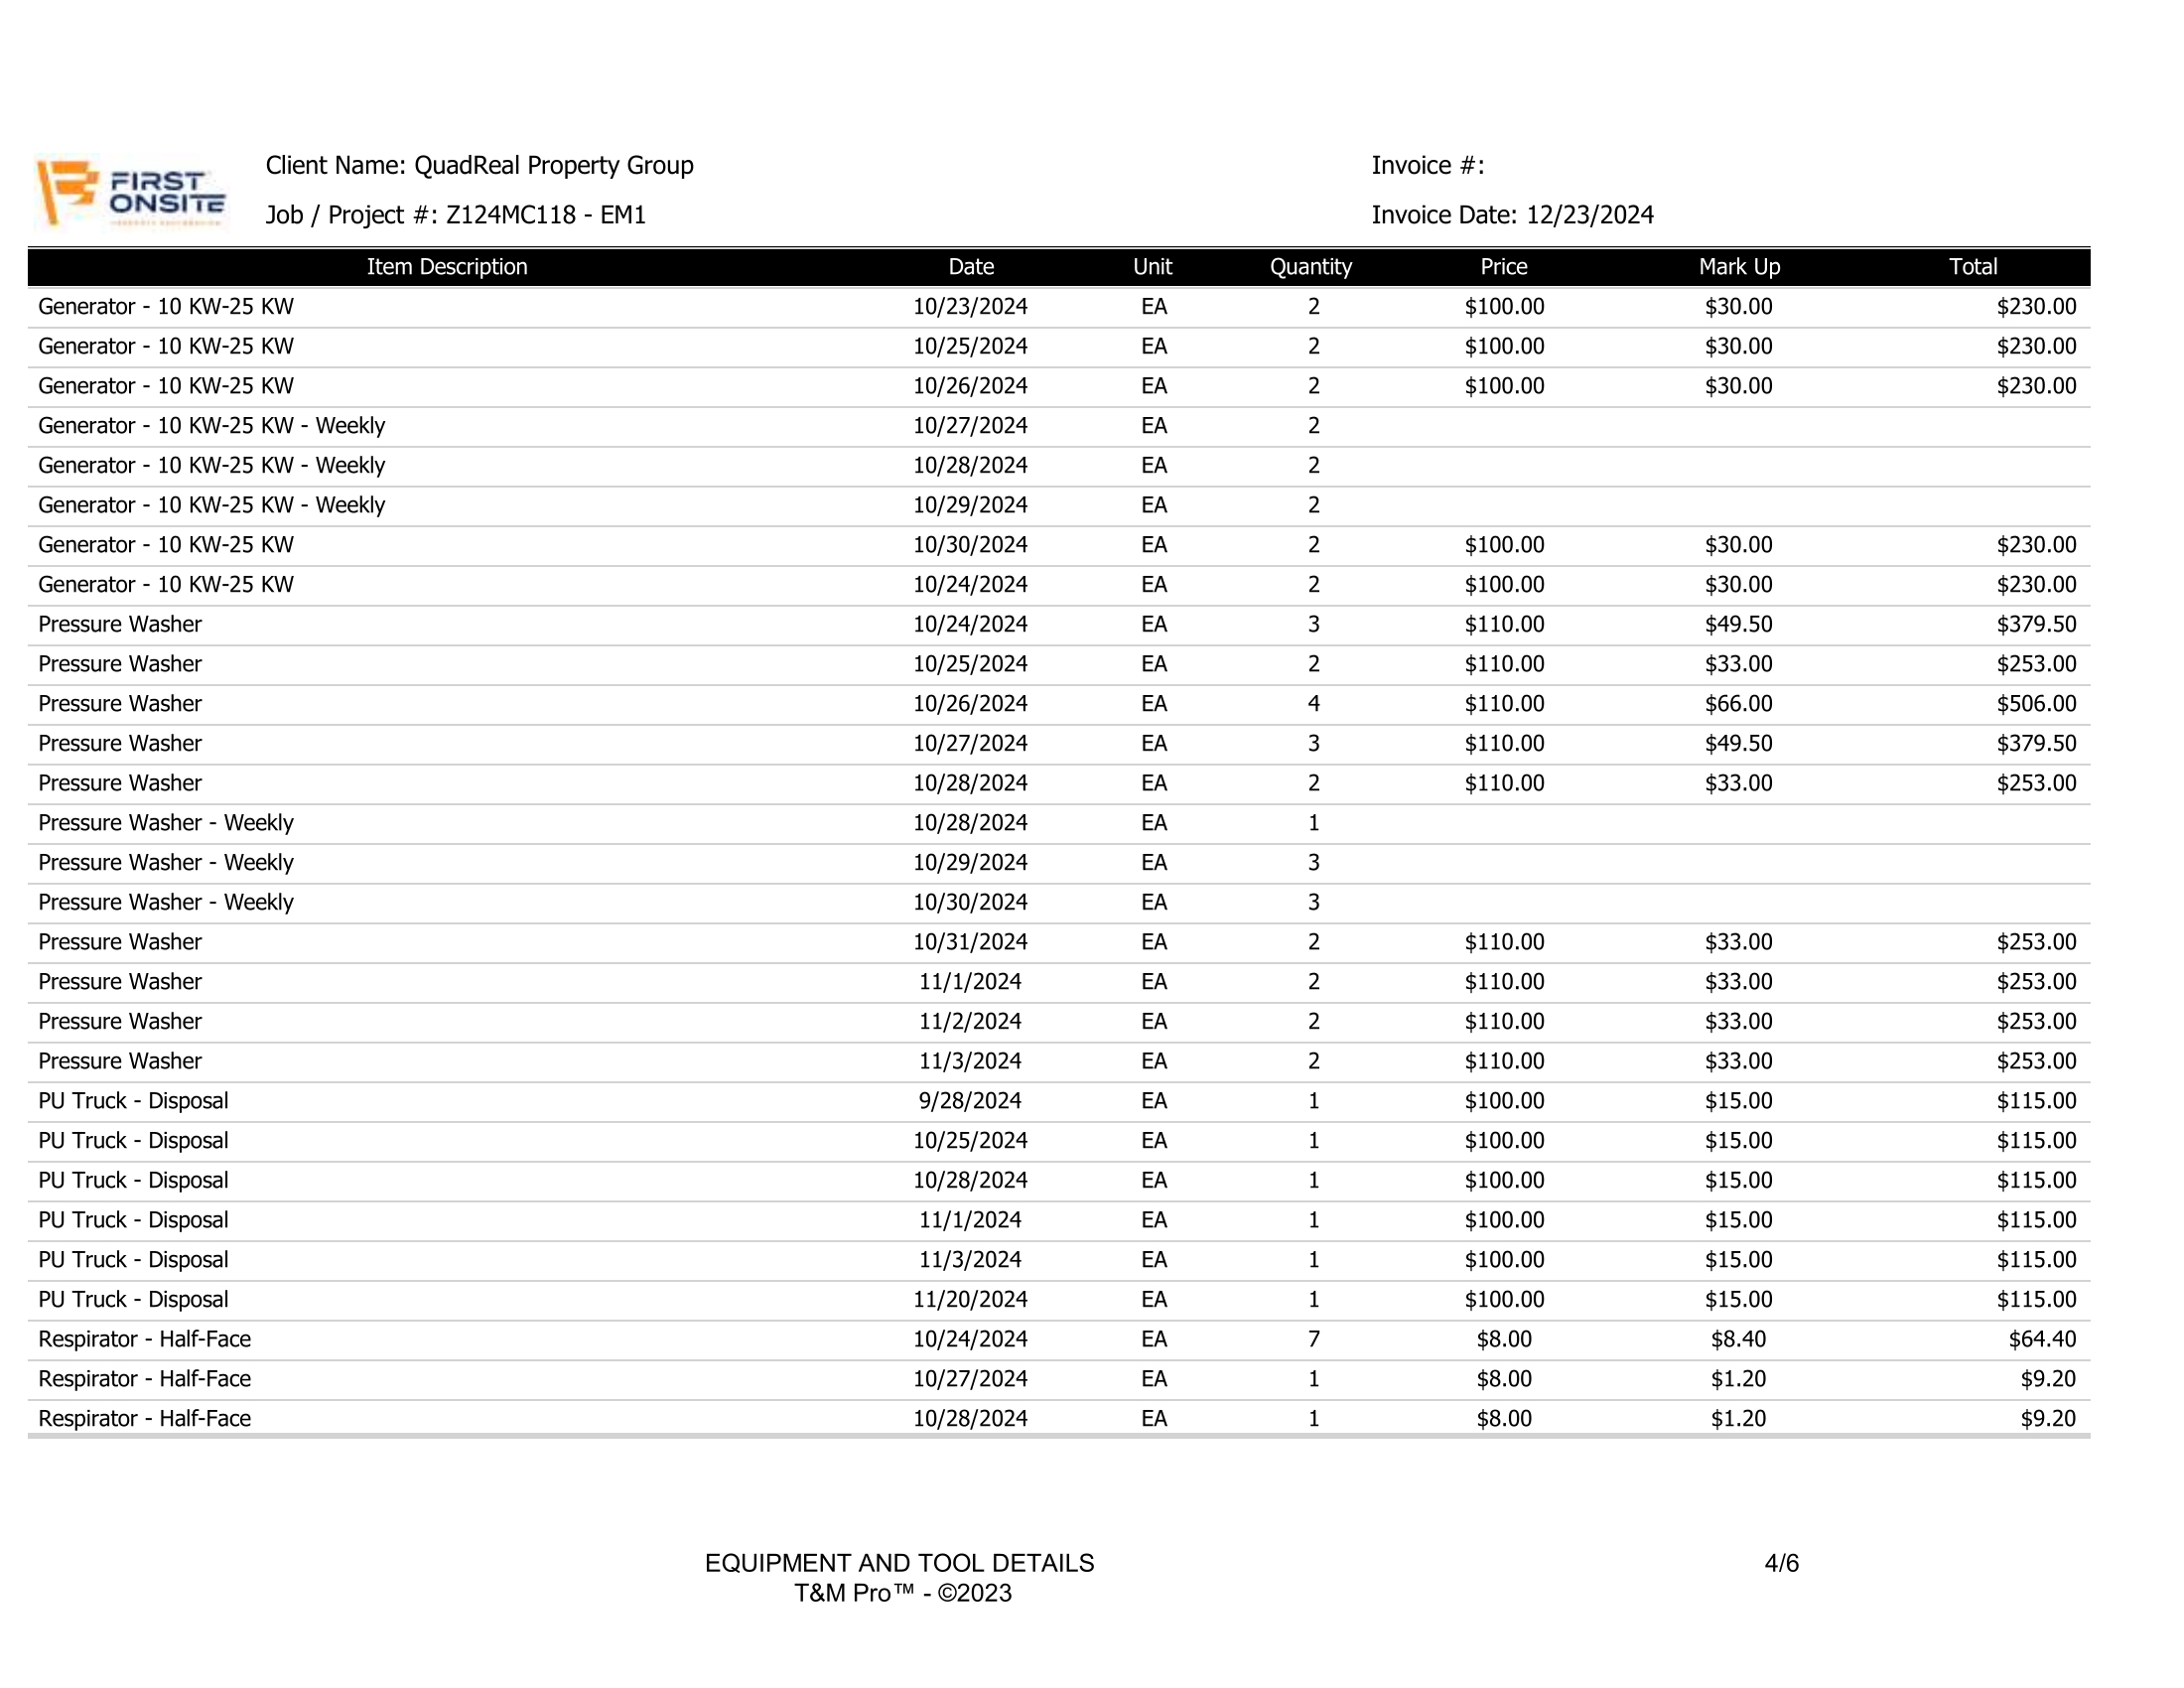 FIRST
ONSITE
Client Name: QuadReal Property Group
Job / Project #: Z124MC118 - EM1
Invoice #:
Invoice Date: 12/23/2024
Item Description Date Unit Quantity Price Mark Up Total
Generator - 10 KW-25 KW 10/23/2024 EA 2 $100.00 $30.00 $230.00
Generator - 10 KW-25 KW 10/25/2024 EA 2 $100.00 $30.00 $230.00
Generator - 10 KW-25 KW 10/26/2024 EA 2 $100.00 $30.00 $230.00
Generator - 10 KW-25 KW - Weekly 10/27/2024 EA 2
Generator - 10 KW-25 KW - Weekly 10/28/2024 EA 2
Generator - 10 KW-25 KW - Weekly 10/29/2024 EA 2
Generator - 10 KW-25 KW 10/30/2024 EA 2 $100.00 $30.00 $230.00
Generator - 10 KW-25 KW 10/24/2024 EA 2 $100.00 $30.00 $230.00
Pressure Washer 10/24/2024 EA 3 $110.00 $49.50 $379.50
Pressure Washer 10/25/2024 EA 2 $110.00 $33.00 $253.00
Pressure Washer 10/26/2024 EA 4 $110.00 $66.00 $506.00
Pressure Washer 10/27/2024 EA 3 $110.00 $49.50 $379.50
Pressure Washer 10/28/2024 EA 2 $110.00 $33.00 $253.00
Pressure Washer - Weekly 10/28/2024 EA 1
Pressure Washer - Weekly 10/29/2024 EA 3
Pressure Washer - Weekly 10/30/2024 EA 3
Pressure Washer 10/31/2024 EA 2 $110.00 $33.00 $253.00
Pressure Washer 11/1/2024 EA 2 $110.00 $33.00 $253.00
Pressure Washer 11/2/2024 EA 2 $110.00 $33.00 $253.00
Pressure Washer 11/3/2024 EA 2 $110.00 $33.00 $253.00
PU Truck - Disposal 9/28/2024 EA 1 $100.00 $15.00 $115.00
PU Truck - Disposal 10/25/2024 EA 1 $100.00 $15.00 $115.00
PU Truck - Disposal 10/28/2024 EA 1 $100.00 $15.00 $115.00
PU Truck - Disposal 11/1/2024 EA 1 $100.00 $15.00 $115.00
PU Truck - Disposal 11/3/2024 EA 1 $100.00 $15.00 $115.00
PU Truck - Disposal 11/20/2024 EA 1 $100.00 $15.00 $115.00
Respirator - Half-Face 10/24/2024 EA 7 $8.00 $8.40 $64.40
Respirator - Half-Face 10/27/2024 EA 1 $8.00 $1.20 $9.20
Respirator - Half-Face 10/28/2024 EA 1 $8.00 $1.20 $9.20
EQUIPMENT AND TOOL DETAILS 4/6
T&M Pro™ - ©2023